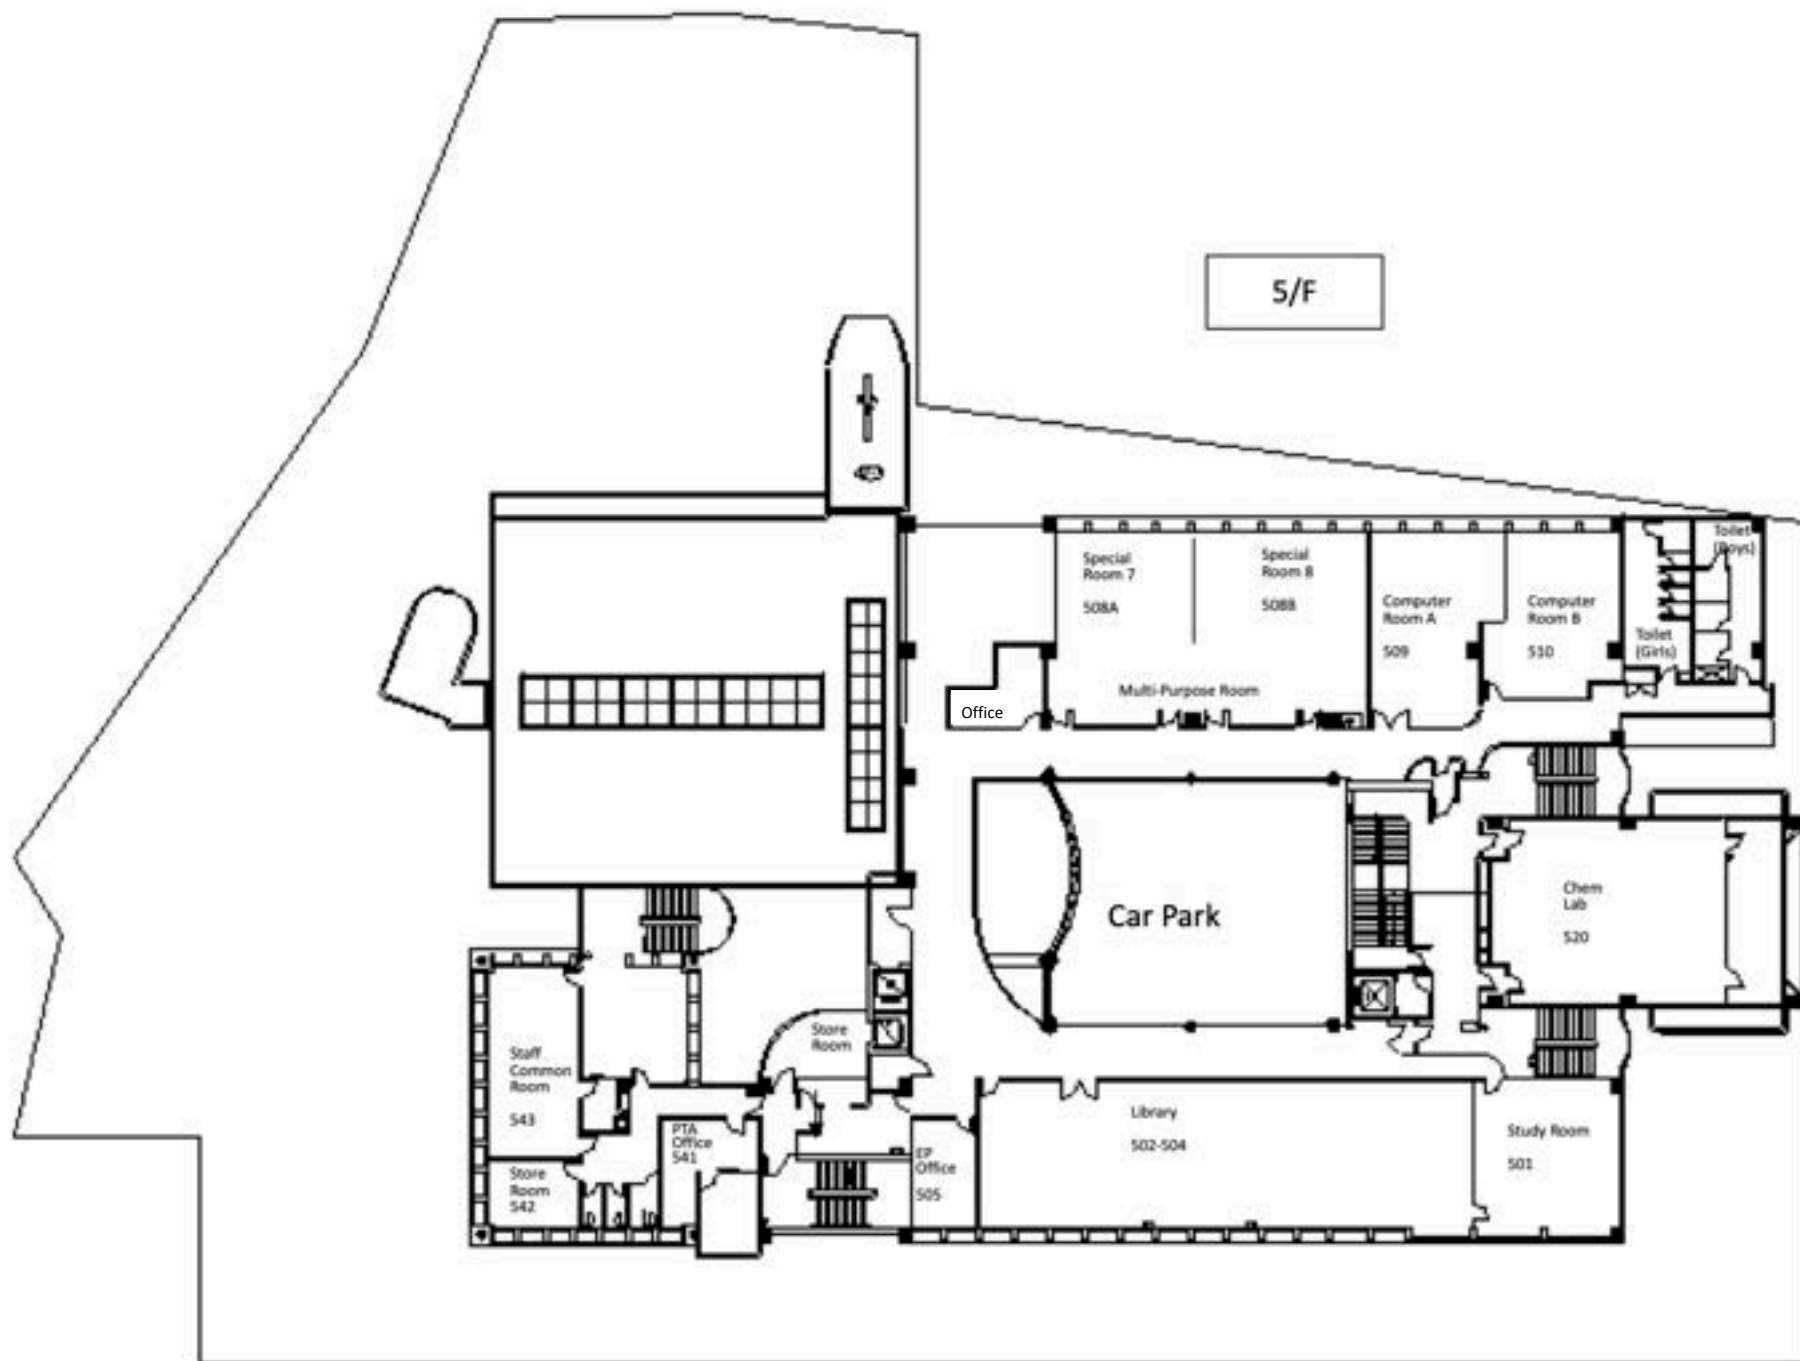 5/F
Special
Room 7
508A
Special
Room 8
508B
Computer
Room A
509
Computer
Room B
510
Toilet
(Boys)
Toilet
(Girls)
Multi-Purpose Room
Office
Car Park
Chem
Lab
520
Store
Room
Staff
Common
Room
543
PTA
Office
541
Store
Room
542
EP
Office
505
Library
502-504
Study Room
501